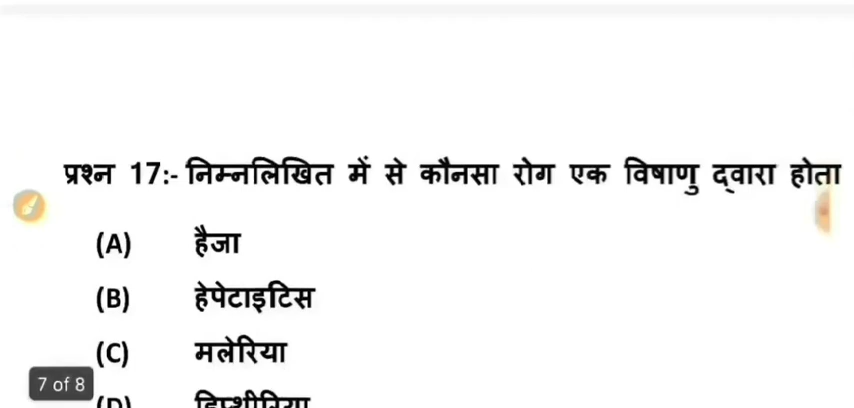 प्रश्न 17:- निम्नलिखित में से कौनसा रोग एक विषाणु द्वारा होता
(A) हैजा
(B) हेपेटाइटिस
(C) मलेरिया
7 of 8
(D) डिप्थीरिया